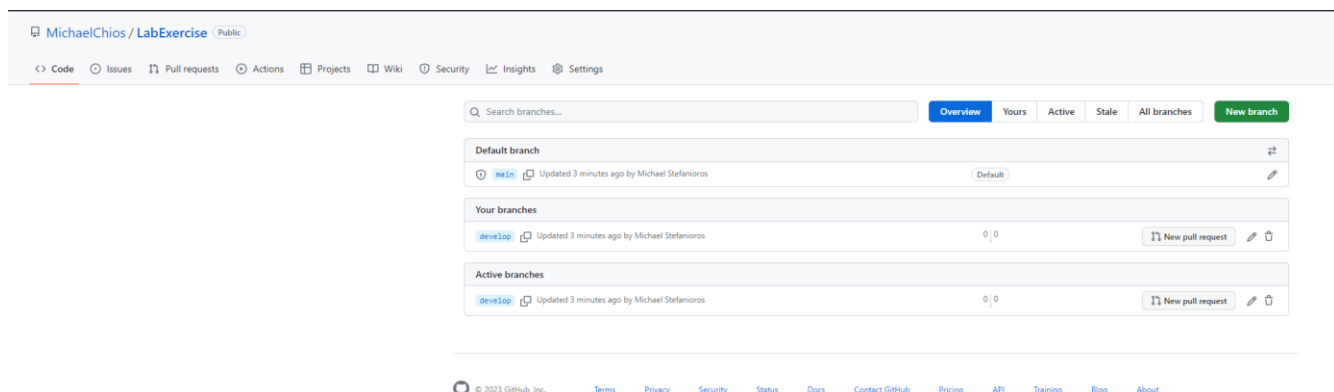 MichaelChios / LabExercise Public
<> Code Issues Pull requests Actions Projects Wiki Security Insights Settings
Search branches... Overview Yours Active Stale All branches New branch
Default branch
main Updated 3 minutes ago by Michael Stefanioros Default
Your branches
develop Updated 3 minutes ago by Michael Stefanioros 0 0 New pull request
Active branches
develop Updated 3 minutes ago by Michael Stefanioros 0 0 New pull request
© 2023 GitHub, Inc. Terms Privacy Security Status Docs Contact GitHub Pricing API Training Blog About